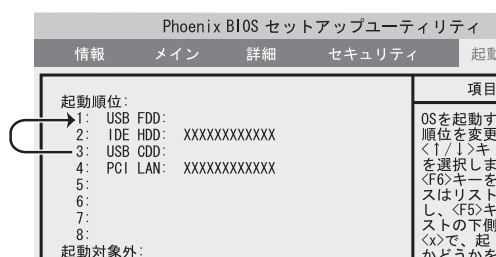 Phoenix BIOS セットアップユーティリティ
情報 メイン 詳細 セキュリティ 起動
起動順位:
1: USB FDD:
2: IDE HDD: XXXXXXXXXXXX
3: USB CDD:
4: PCI LAN: XXXXXXXXXXXX
5:
6:
7:
8:
起動対象外:
項目
OSを起動す
順位を変更
<↑/↓>キ
を選択しま
<F6>キーを
スはリスト
し、<F5>キ
ストの下側
<x>で、起
かどうかを